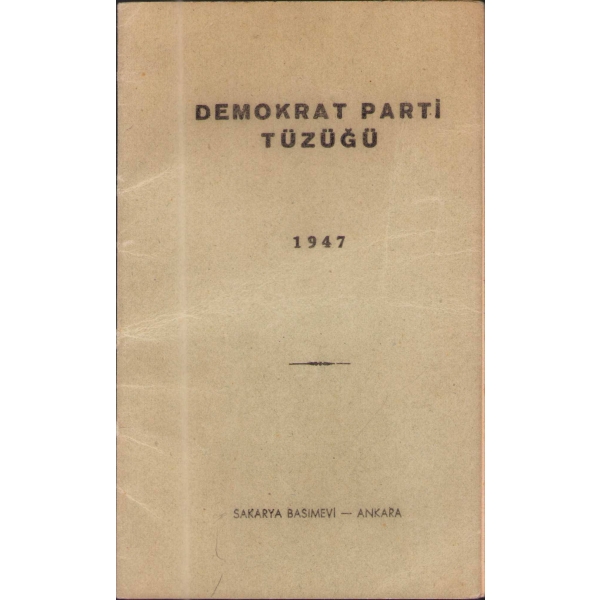 DEMOKRAT PARTİ
TÜZÜĞÜ
1947
SAKARYA BASIMEVİ — ANKARA